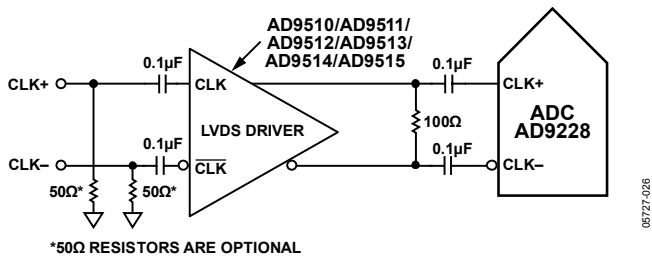 AD9510/AD9511/
AD9512/AD9513/
AD9514/AD9515
0.1µF
0.1µF
CLK+
CLK
CLK+
ADC
AD9228
LVDS DRIVER
100Ω
0.1µF
0.1µF
CLK–
CLK
CLK–
50Ω*
50Ω*
*50Ω RESISTORS ARE OPTIONAL
05727-026